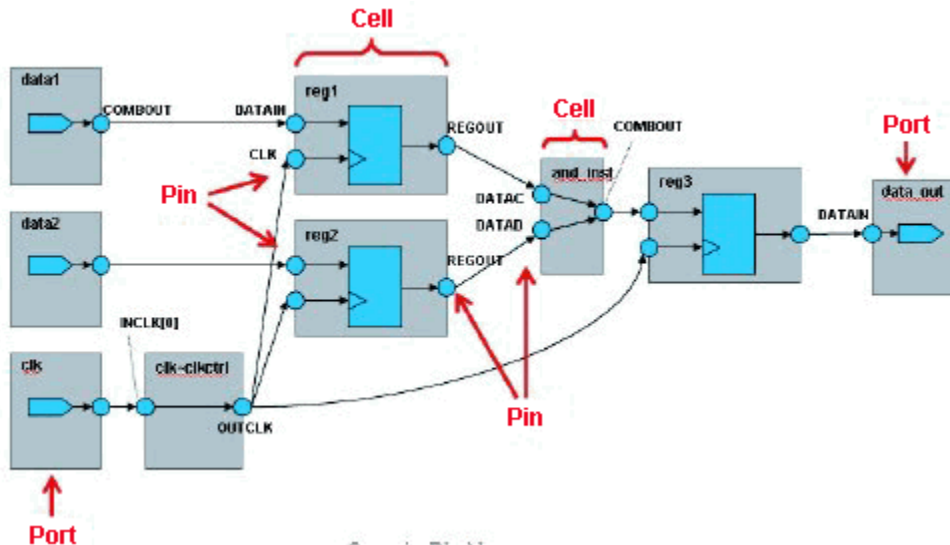 Cell
data1
COMBOUT
DATAIN
reg1
CLK
REGOUT
Cell
COMBOUT
Port
and_inst
reg3
data_out
DATAC
DATAD
DATAIN
Pin
data2
reg2
REGOUT
INCLK[0]
clk
clk~clkctrl
OUTCLK
Pin
Port